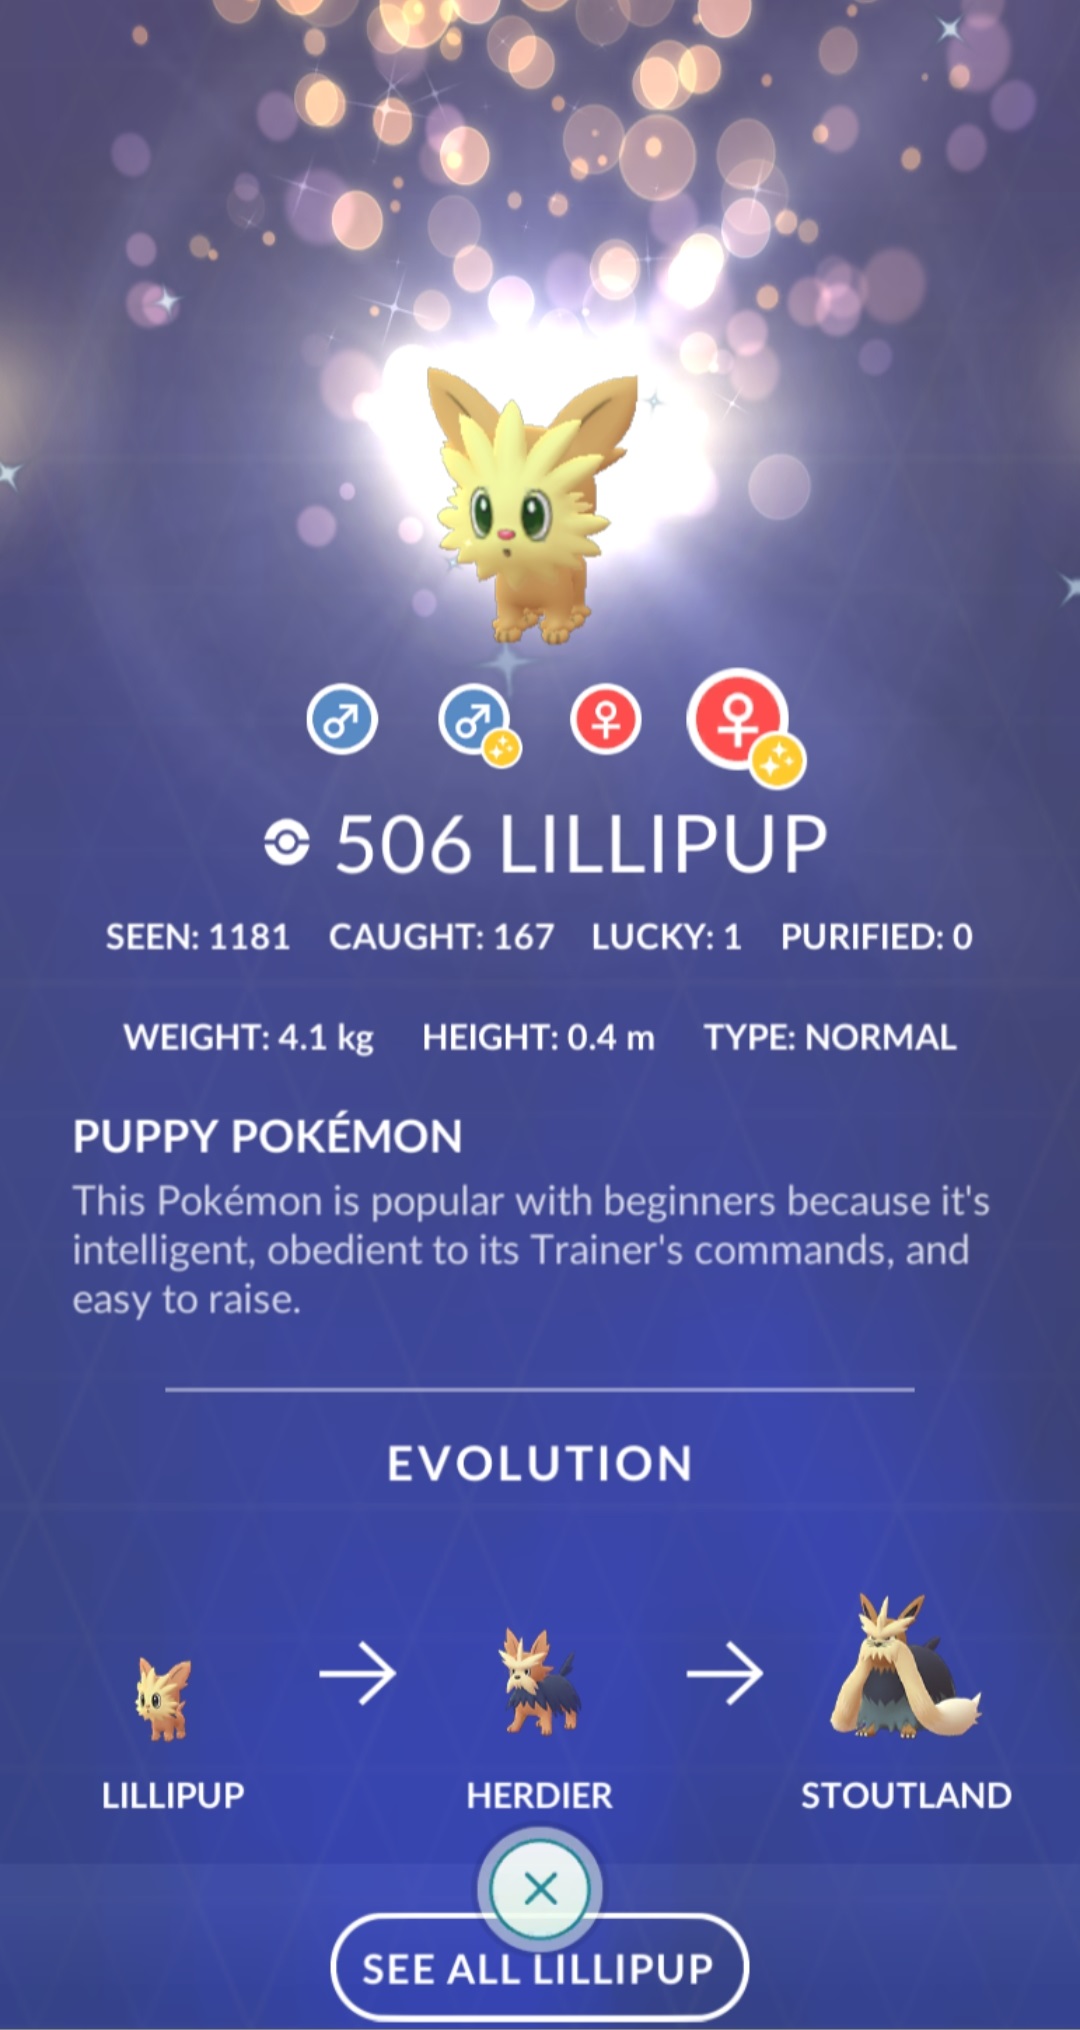 506 LILLIPUP
SEEN: 1181 CAUGHT: 167 LUCKY: 1 PURIFIED: 0
WEIGHT: 4.1 kg HEIGHT: 0.4 m TYPE: NORMAL
PUPPY POKÉMON
This Pokémon is popular with beginners because it's
intelligent, obedient to its Trainer's commands, and
easy to raise.
EVOLUTION
LILLIPUP HERDIER STOUTLAND
SEE ALL LILLIPUP